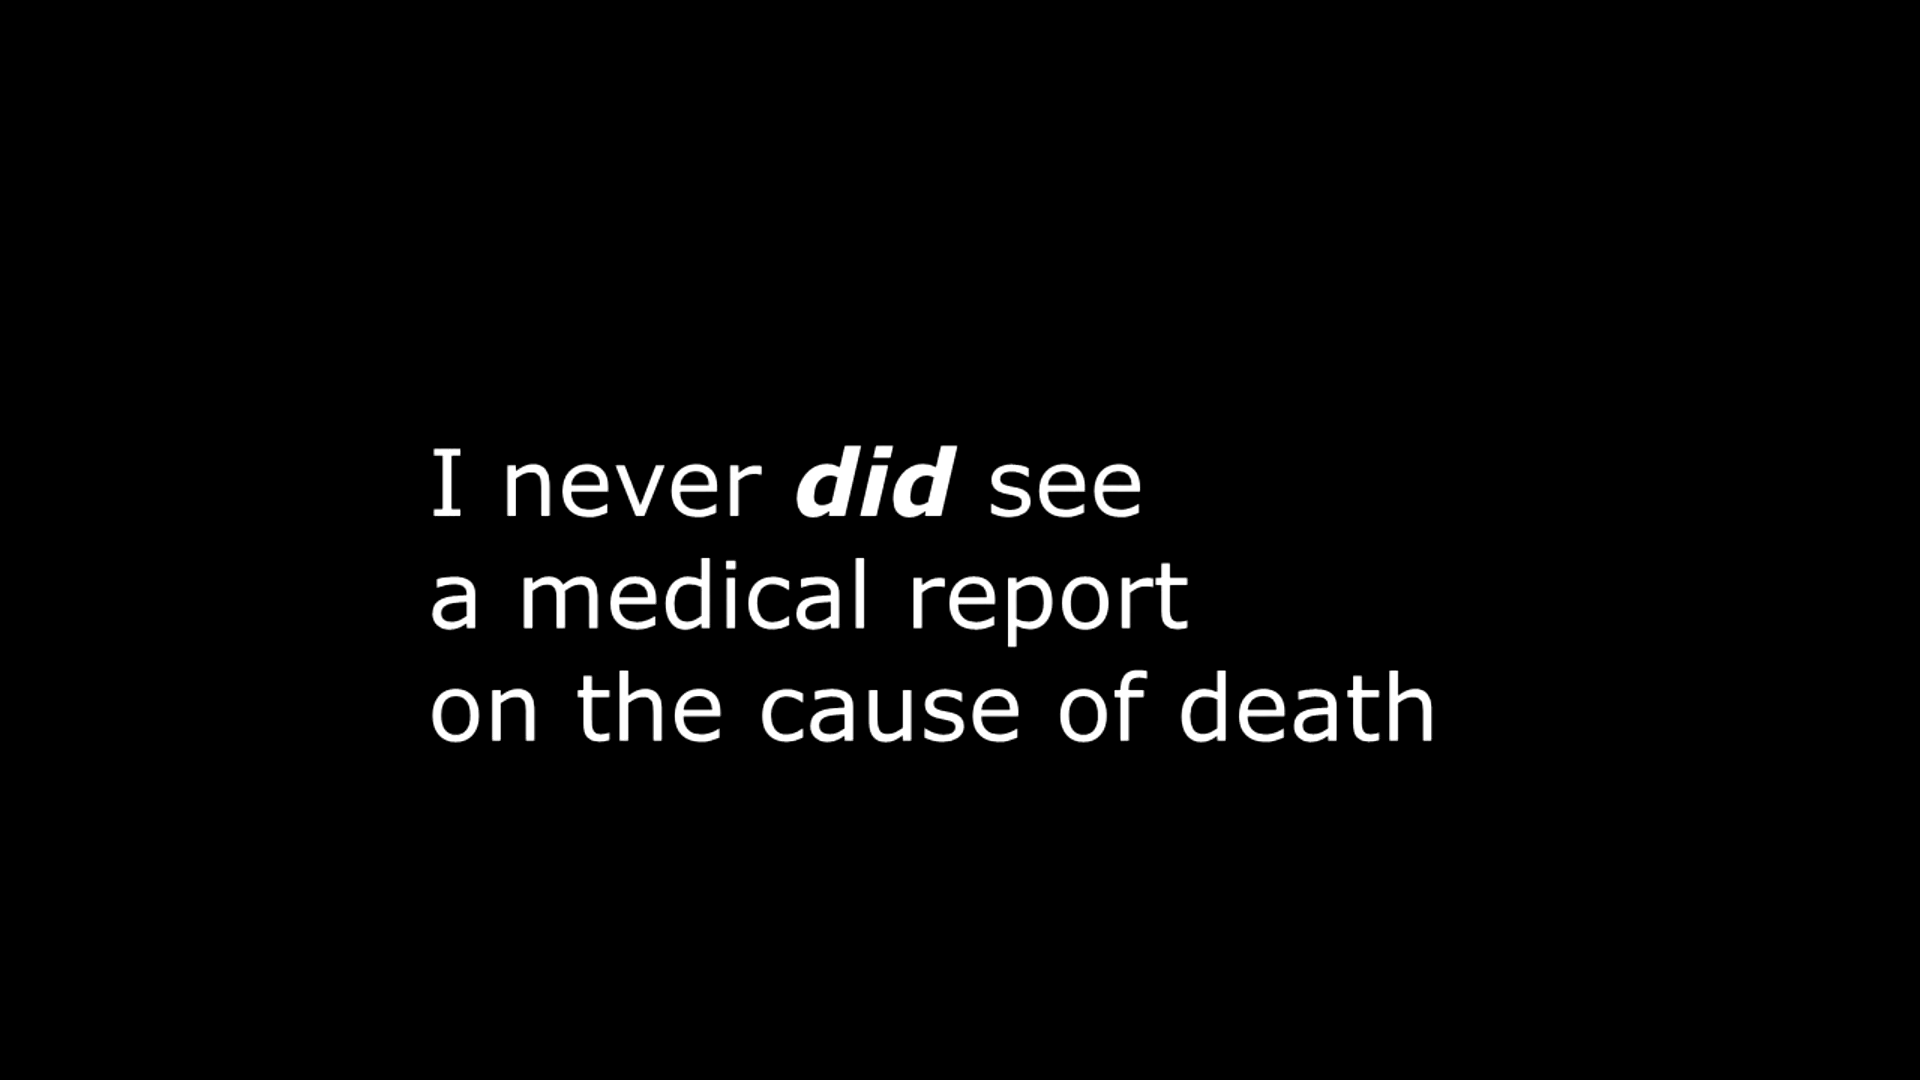 I never did see
a medical report
on the cause of death